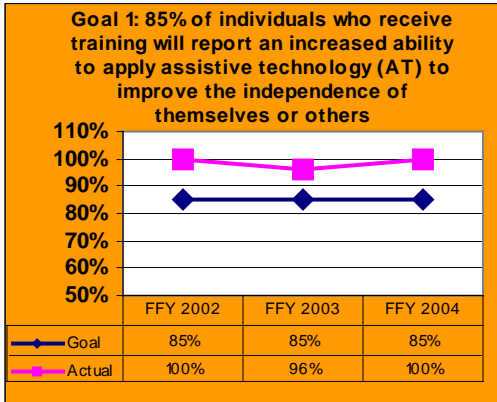 Goal 1: 85% of individuals who receive
training will report an increased ability
to apply assistive technology (AT) to
improve the independence of
themselves or others
110%
100%
90%
80%
70%
60%
50%
FFY 2002 FFY 2003 FFY 2004
Goal 85% 85% 85%
Actual 100% 96% 100%